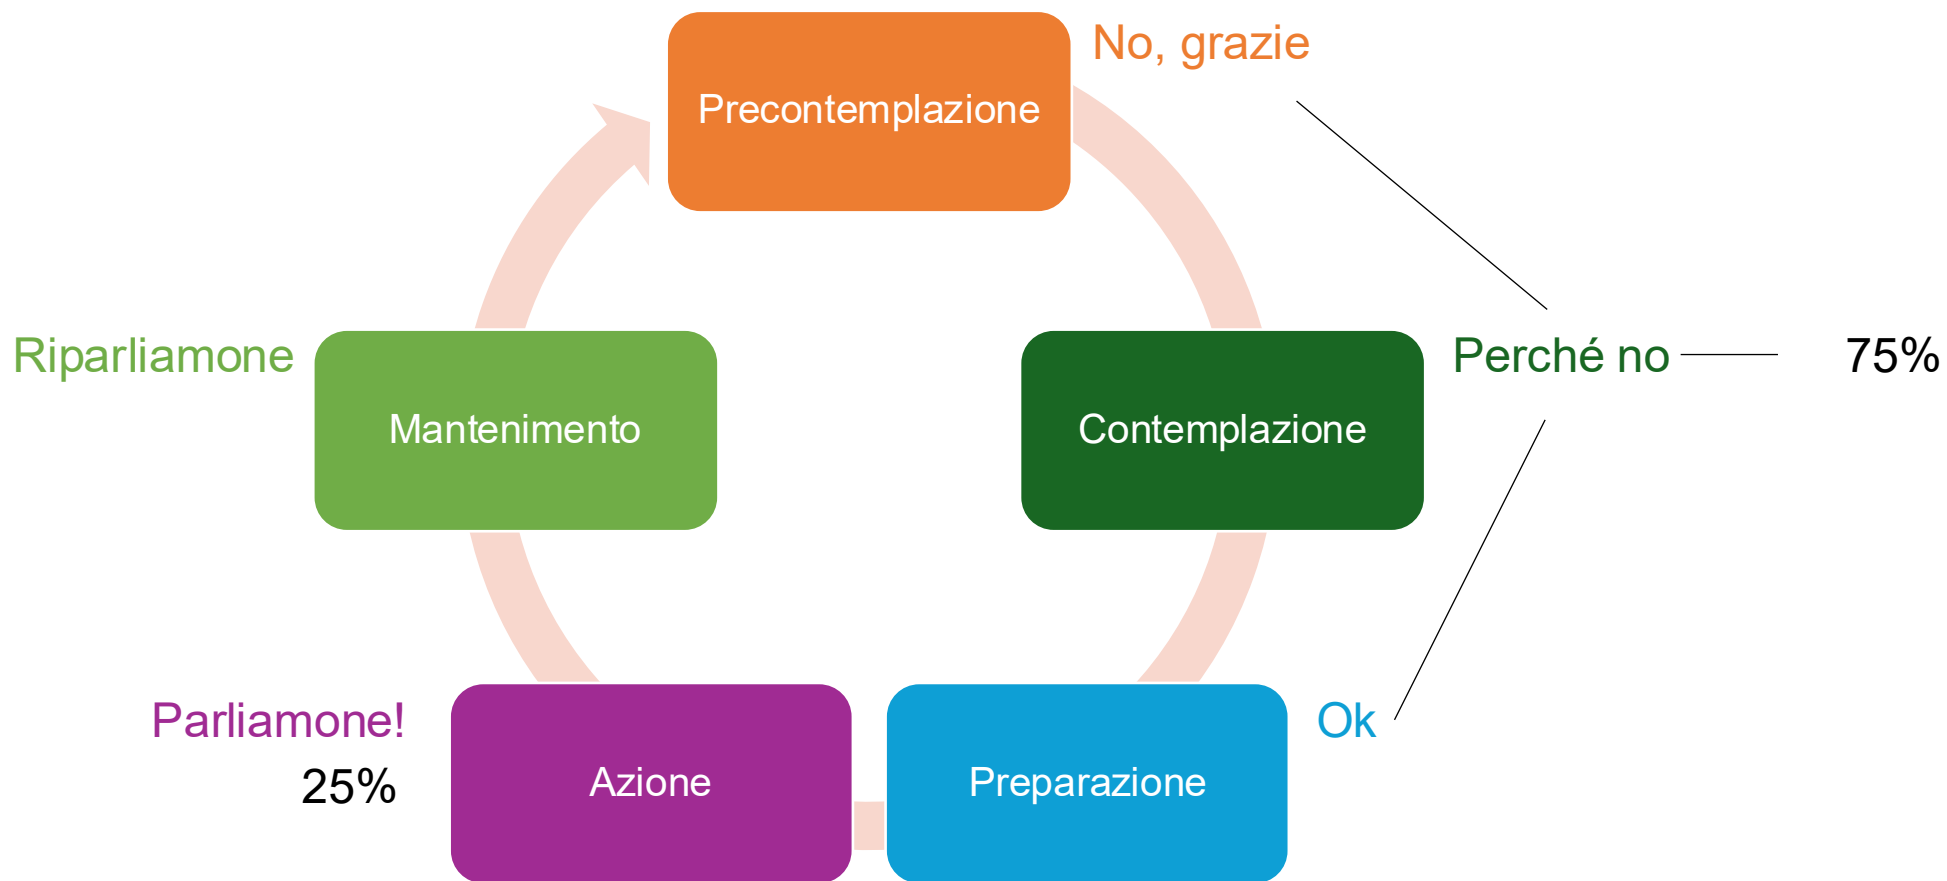 No, grazie
Precontemplazione
Riparliamone
Perché no
75%
Mantenimento
Contemplazione
Parliamone!
25%
Ok
Azione
Preparazione